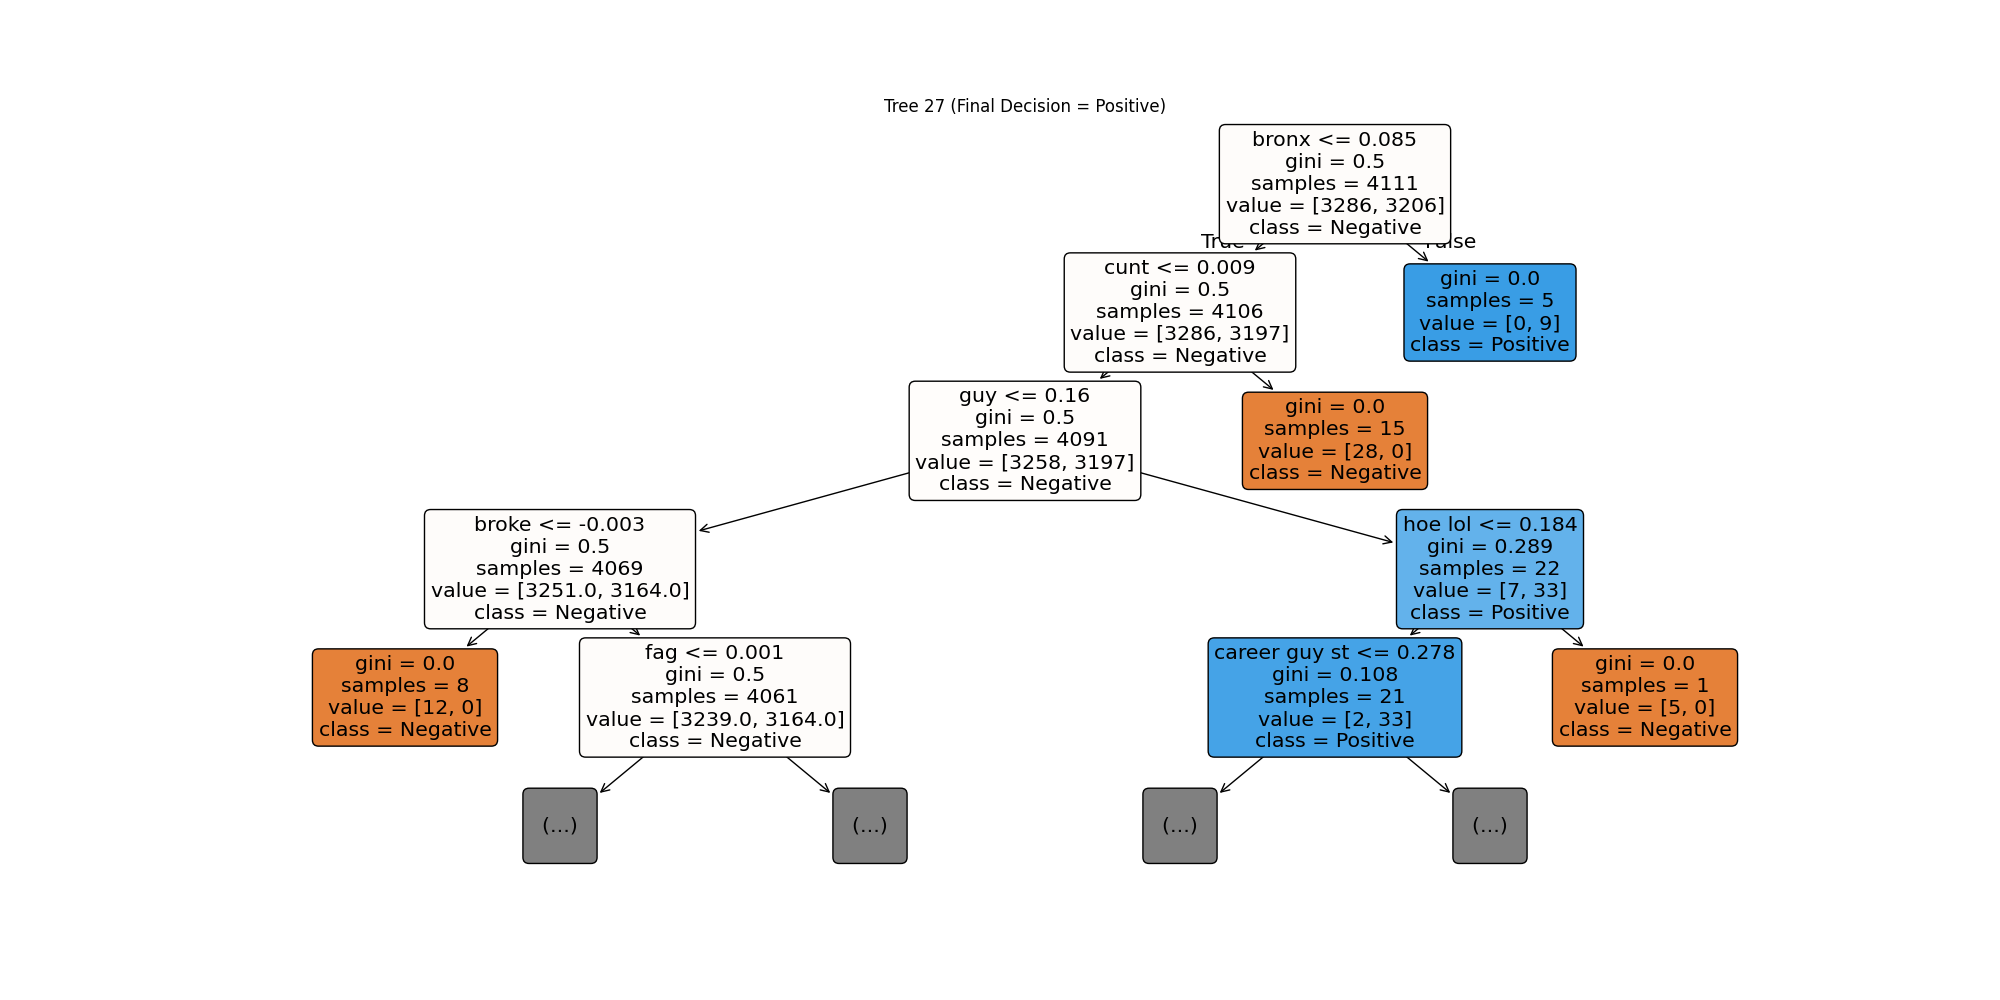 Tree 27 (Final Decision = Positive)
bronx <= 0.085
gini = 0.5
samples = 4111
value = [3286, 3206]
class = Negative
True
False
cunt <= 0.009
gini = 0.5
samples = 4106
value = [3286, 3197]
class = Negative
gini = 0.0
samples = 5
value = [0, 9]
class = Positive
guy <= 0.16
gini = 0.5
samples = 4091
value = [3258, 3197]
class = Negative
gini = 0.0
samples = 15
value = [28, 0]
class = Negative
broke <= -0.003
gini = 0.5
samples = 4069
value = [3251.0, 3164.0]
class = Negative
hoe lol <= 0.184
gini = 0.289
samples = 22
value = [7, 33]
class = Positive
gini = 0.0
samples = 8
value = [12, 0]
class = Negative
fag <= 0.001
gini = 0.5
samples = 4061
value = [3239.0, 3164.0]
class = Negative
career guy st <= 0.278
gini = 0.108
samples = 21
value = [2, 33]
class = Positive
gini = 0.0
samples = 1
value = [5, 0]
class = Negative
(...)
(...)
(...)
(...)